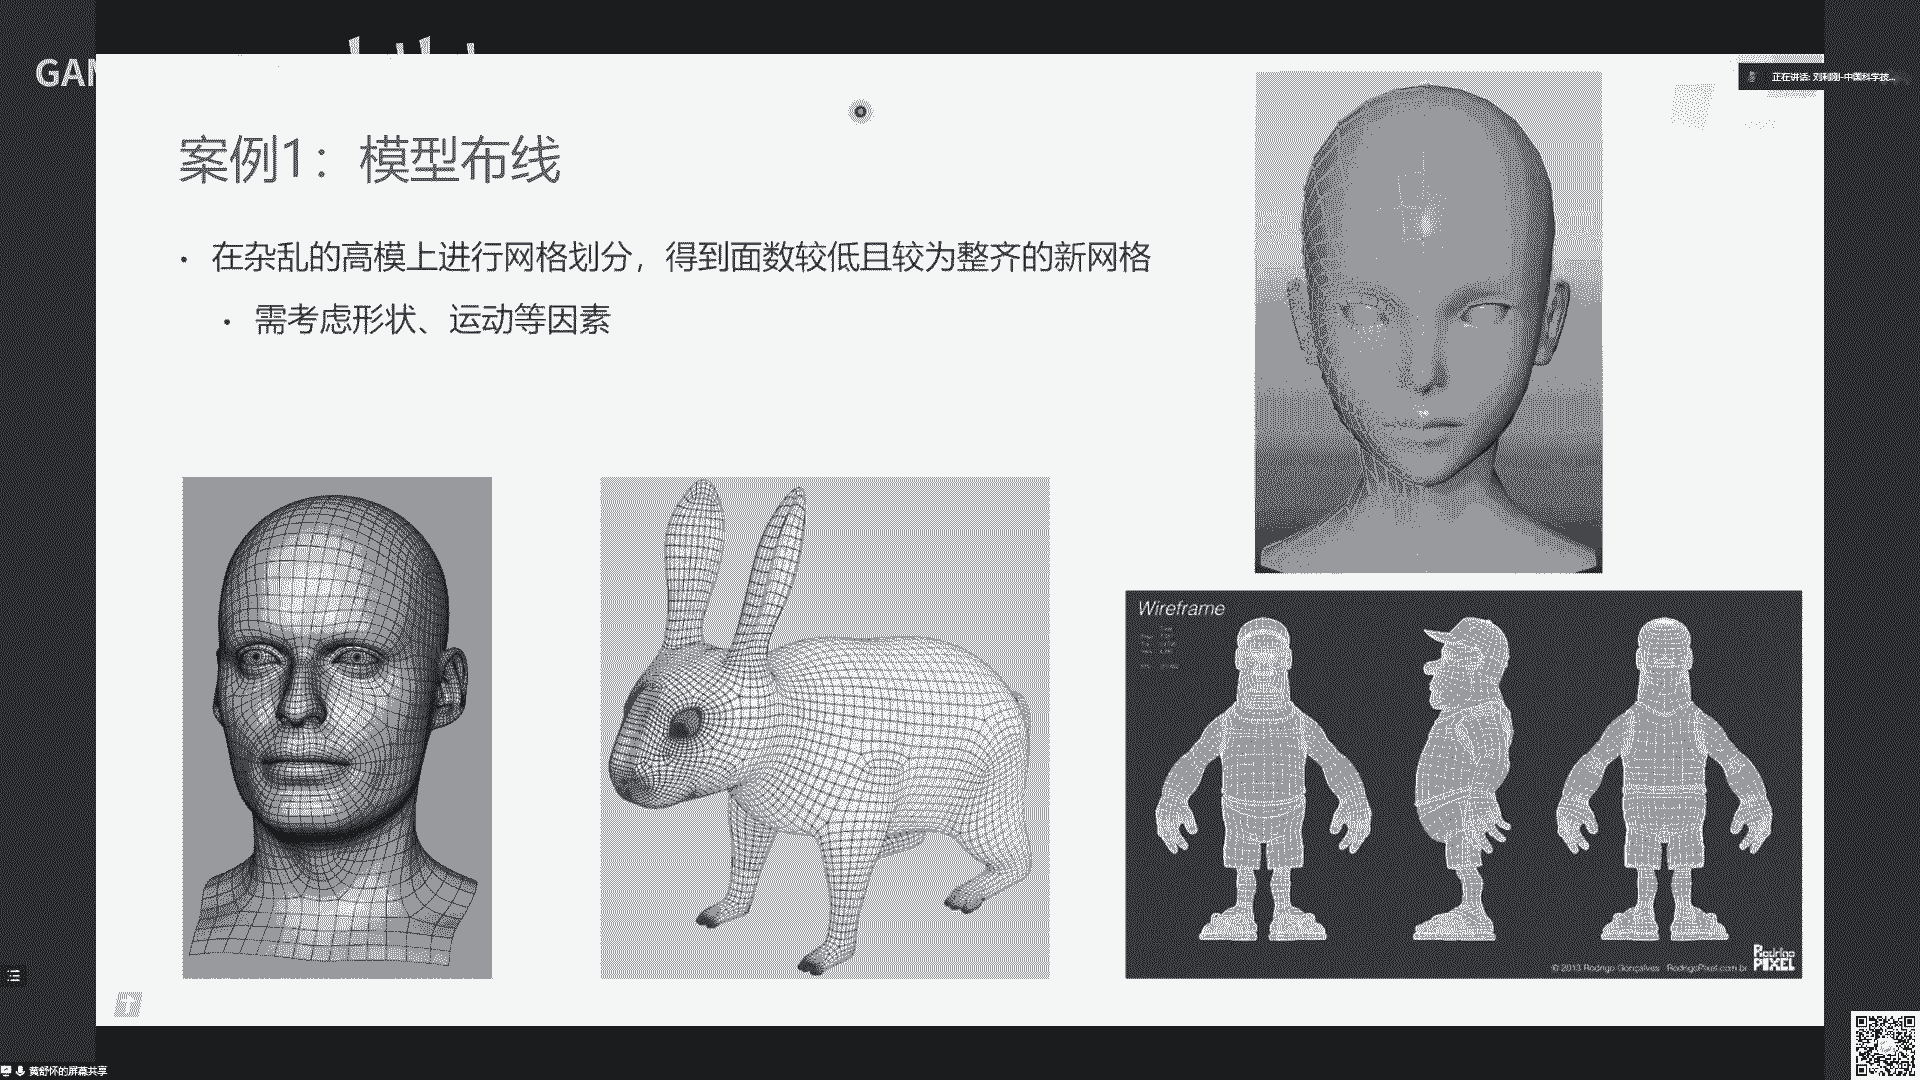 GAM
正在讲话: 刘利刚-中国科学技...
案例1：模型布线
• 在杂乱的高模上进行网格划分，得到面数较低且较为整齐的新网格
• 需考虑形状、运动等因素
Wireframe
© 2013 Rodrigo Gonçalves RodrigoPixel.com.br
Rodrigo
PIXEL
黄舒怀的屏幕共享